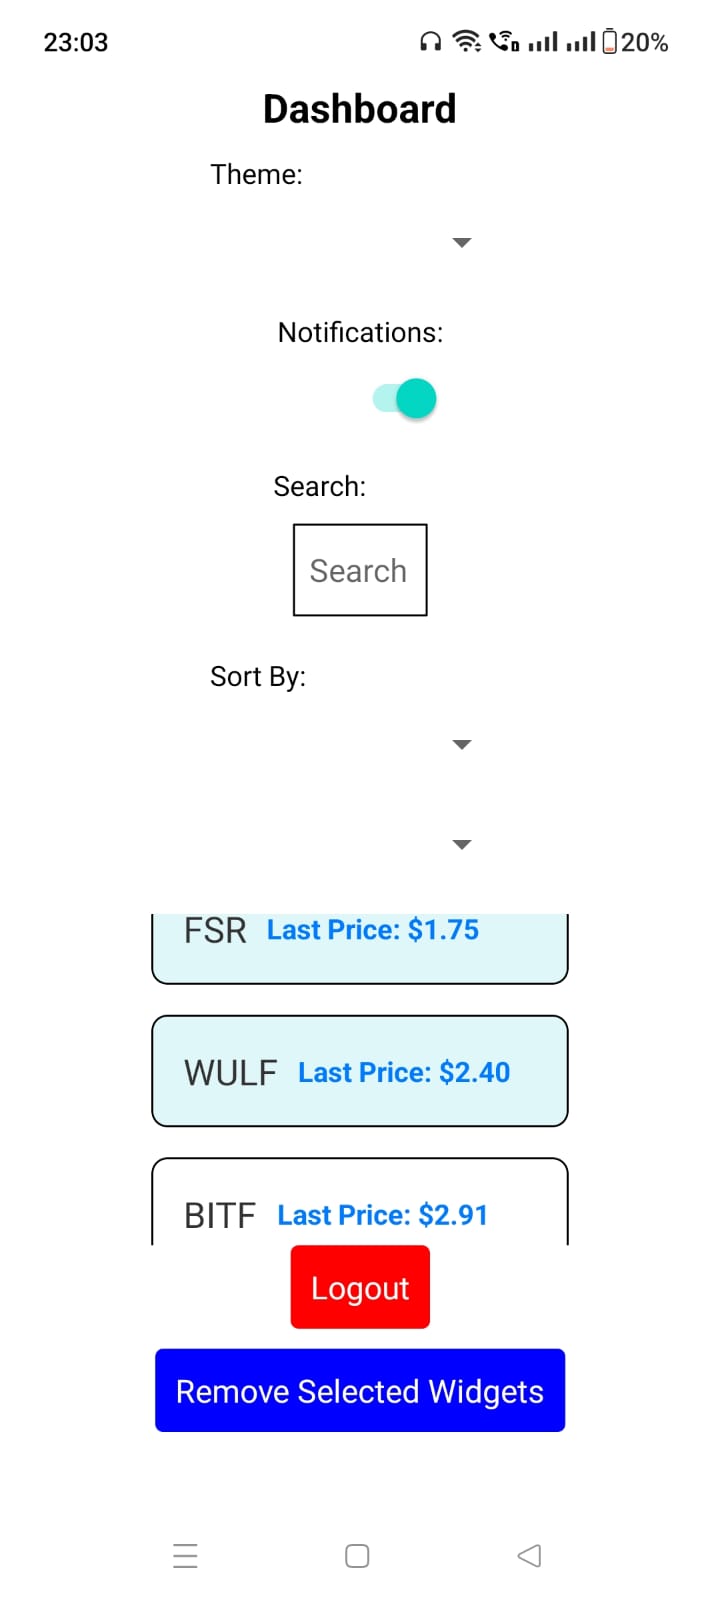 23:03 20%
Dashboard
Theme:
Notifications:
Search:
Search
Sort By:
FSR Last Price: $1.75
WULF Last Price: $2.40
BITF Last Price: $2.91
Logout
Remove Selected Widgets